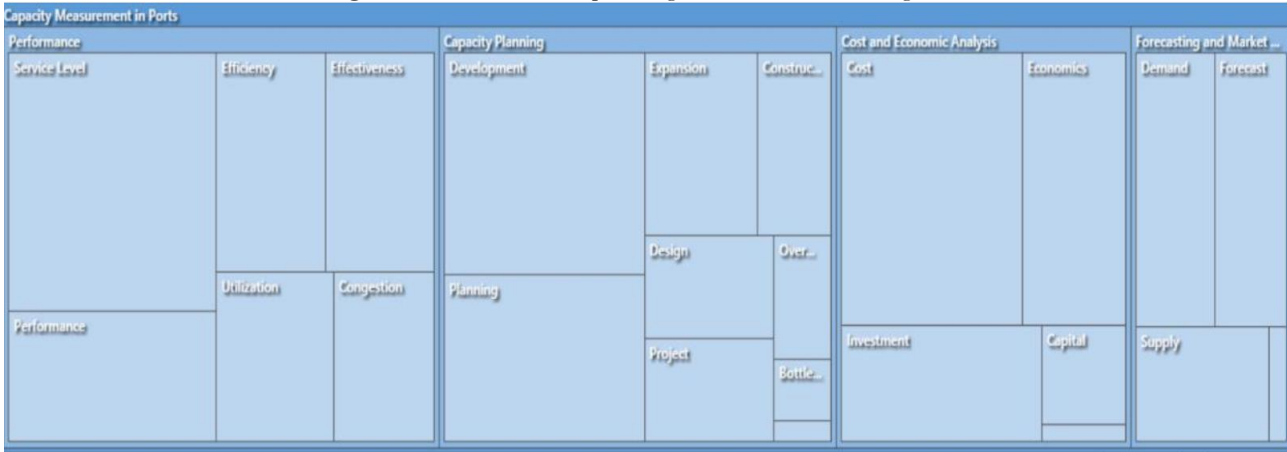 Capacity Measurement in Ports
Performance
Service Level
Efficiency
Effectiveness
Performance
Utilization
Congestion
Capacity Planning
Development
Expansion
Construc...
Planning
Design
Over...
Project
Bottle...
Cost and Economic Analysis
Cost
Economics
Investment
Capital
Forecasting and Market ...
Demand
Forecast
Supply